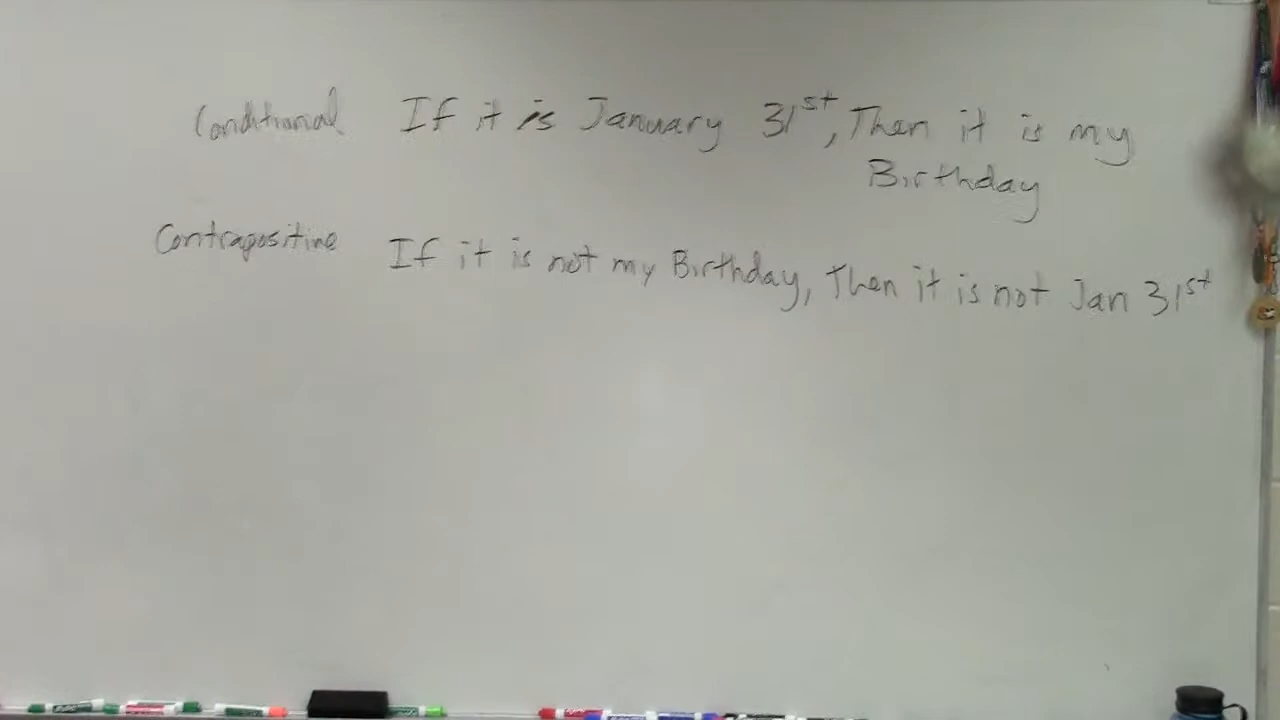 Conditional If it is January 31st, Then it is my
Birthday
Contrapositive If it is not my Birthday, Then it is not Jan 31st